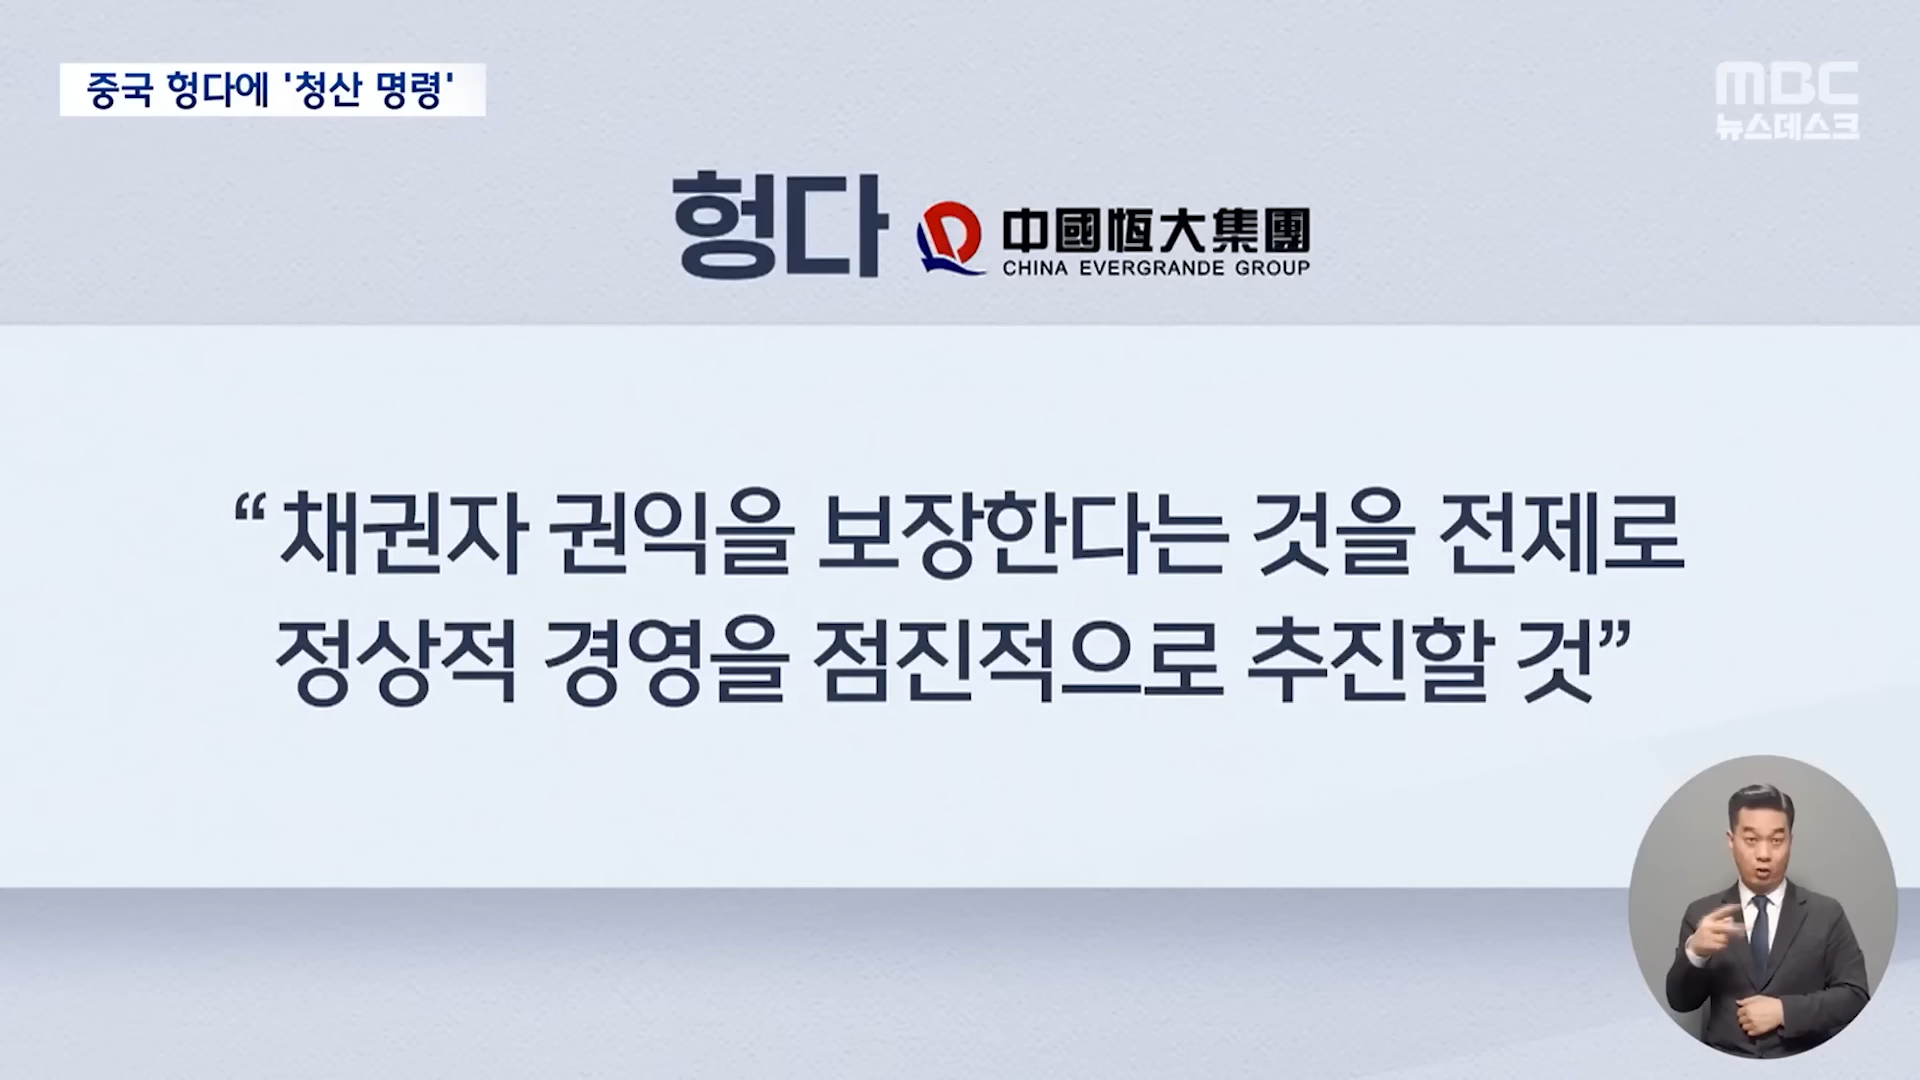 중국 헝다에 '청산 명령'
MBC
뉴스데스크
헝다
中國恆大集團
CHINA EVERGRANDE GROUP
“ 채권자 권익을 보장한다는 것을 전제로
정상적 경영을 점진적으로 추진할 것”